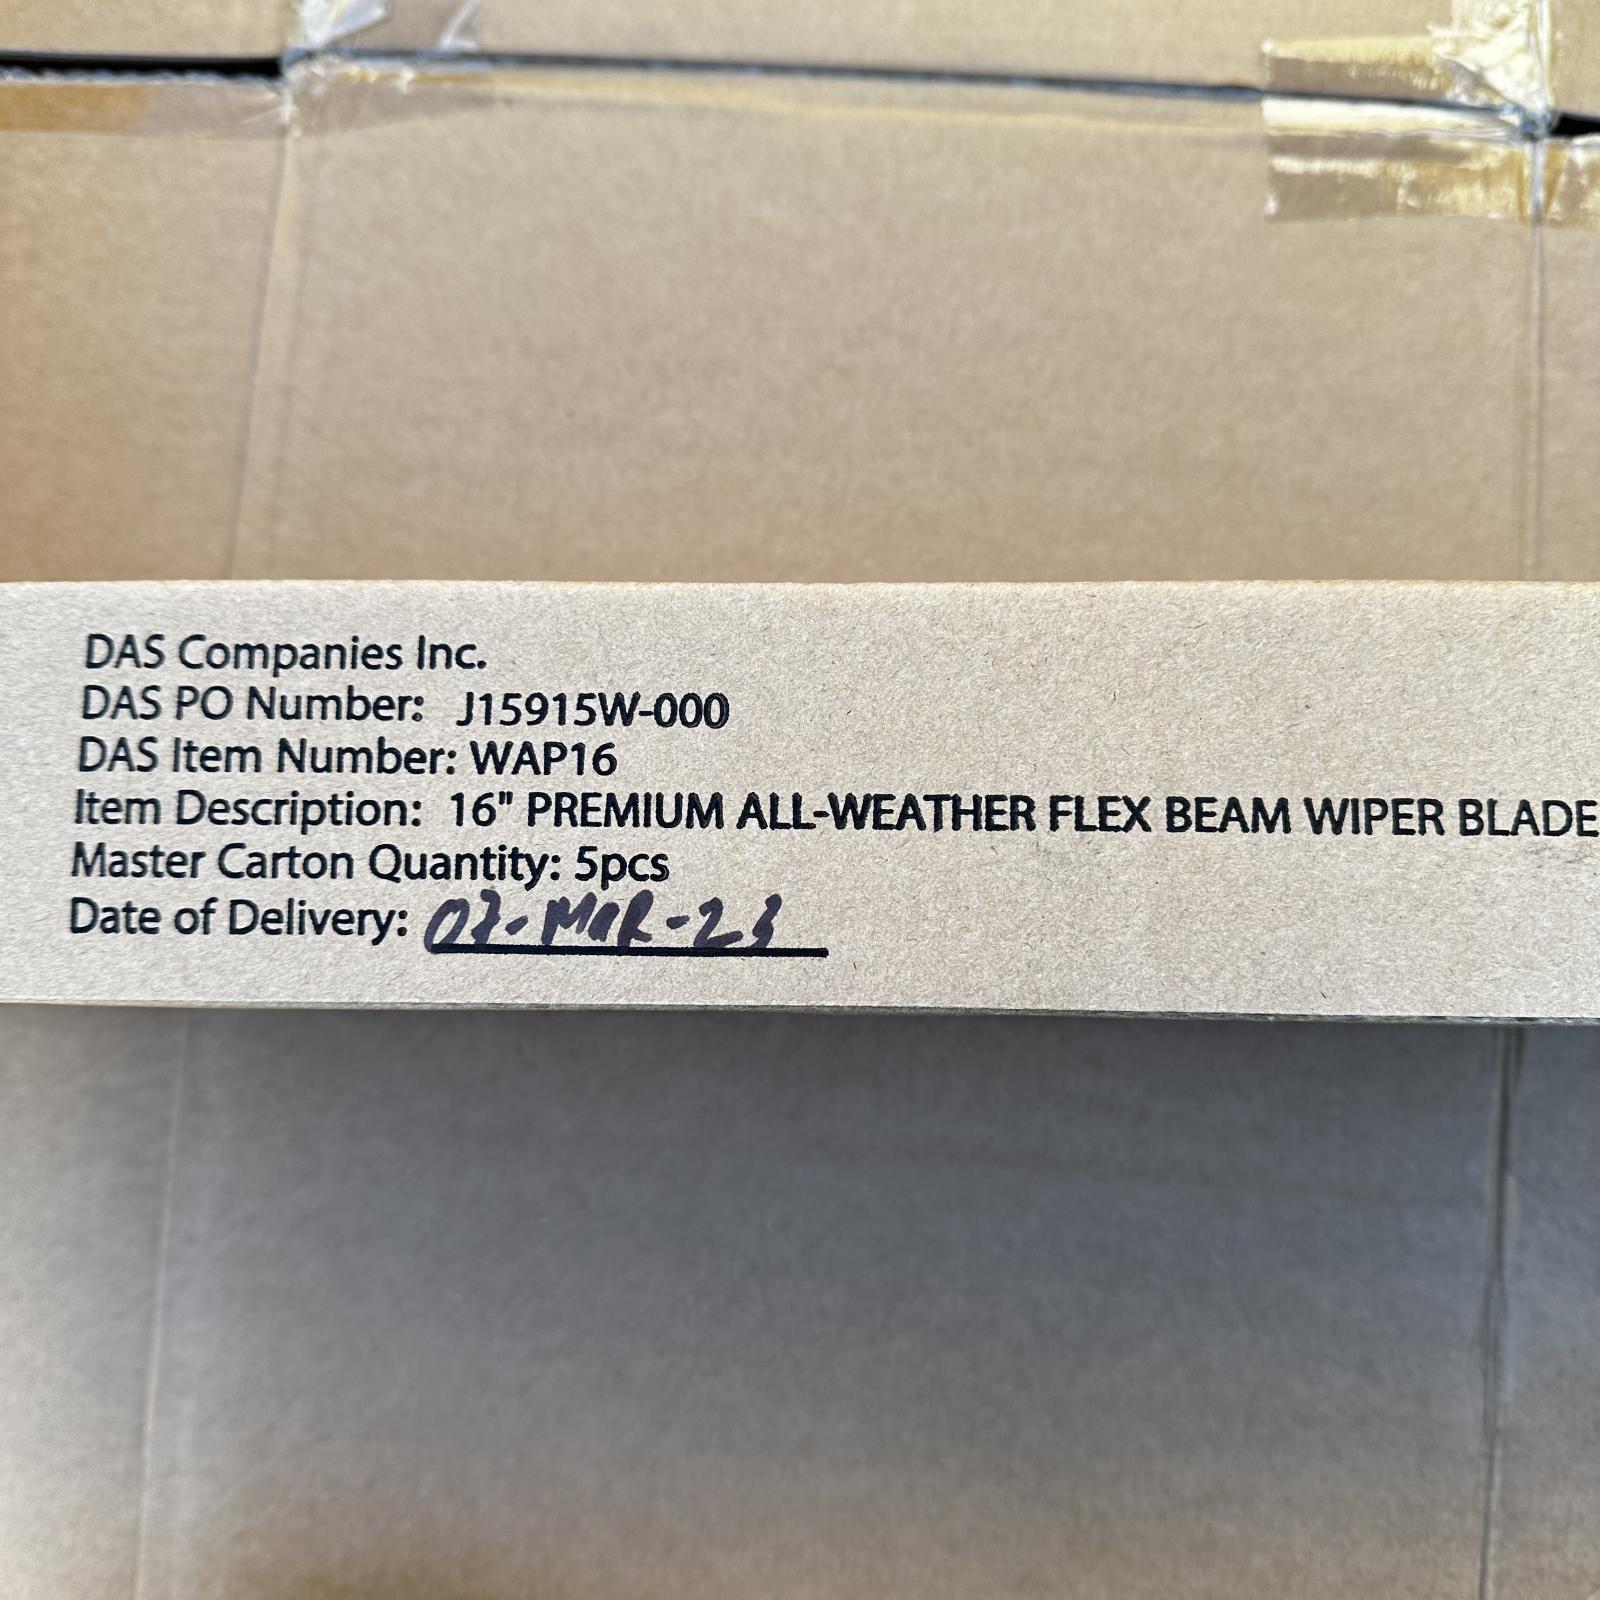 DAS Companies Inc.
DAS PO Number: J15915W-000
DAS Item Number: WAP16
Item Description: 16" PREMIUM ALL-WEATHER FLEX BEAM WIPER BLADE
Master Carton Quantity: 5pcs
Date of Delivery: